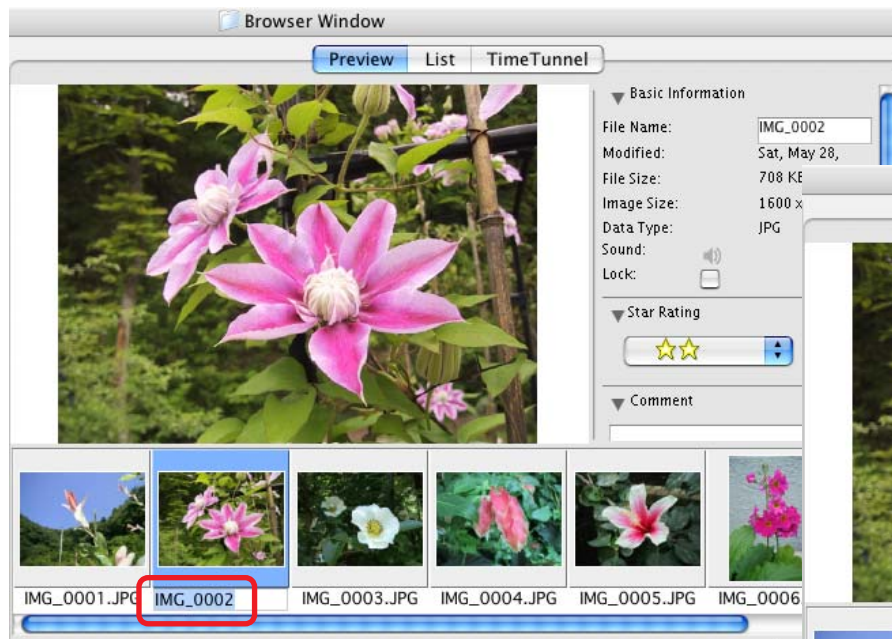 Browser Window
Preview List TimeTunnel
Basic Information
File Name: IMG_0002
Modified: Sat, May 28,
File Size: 708 KB
Image Size: 1600 x
Data Type: JPG
Sound:
Lock:
Star Rating
Comment
IMG_0001.JPG IMG_0002 IMG_0003.JPG IMG_0004.JPG IMG_0005.JPG IMG_0006